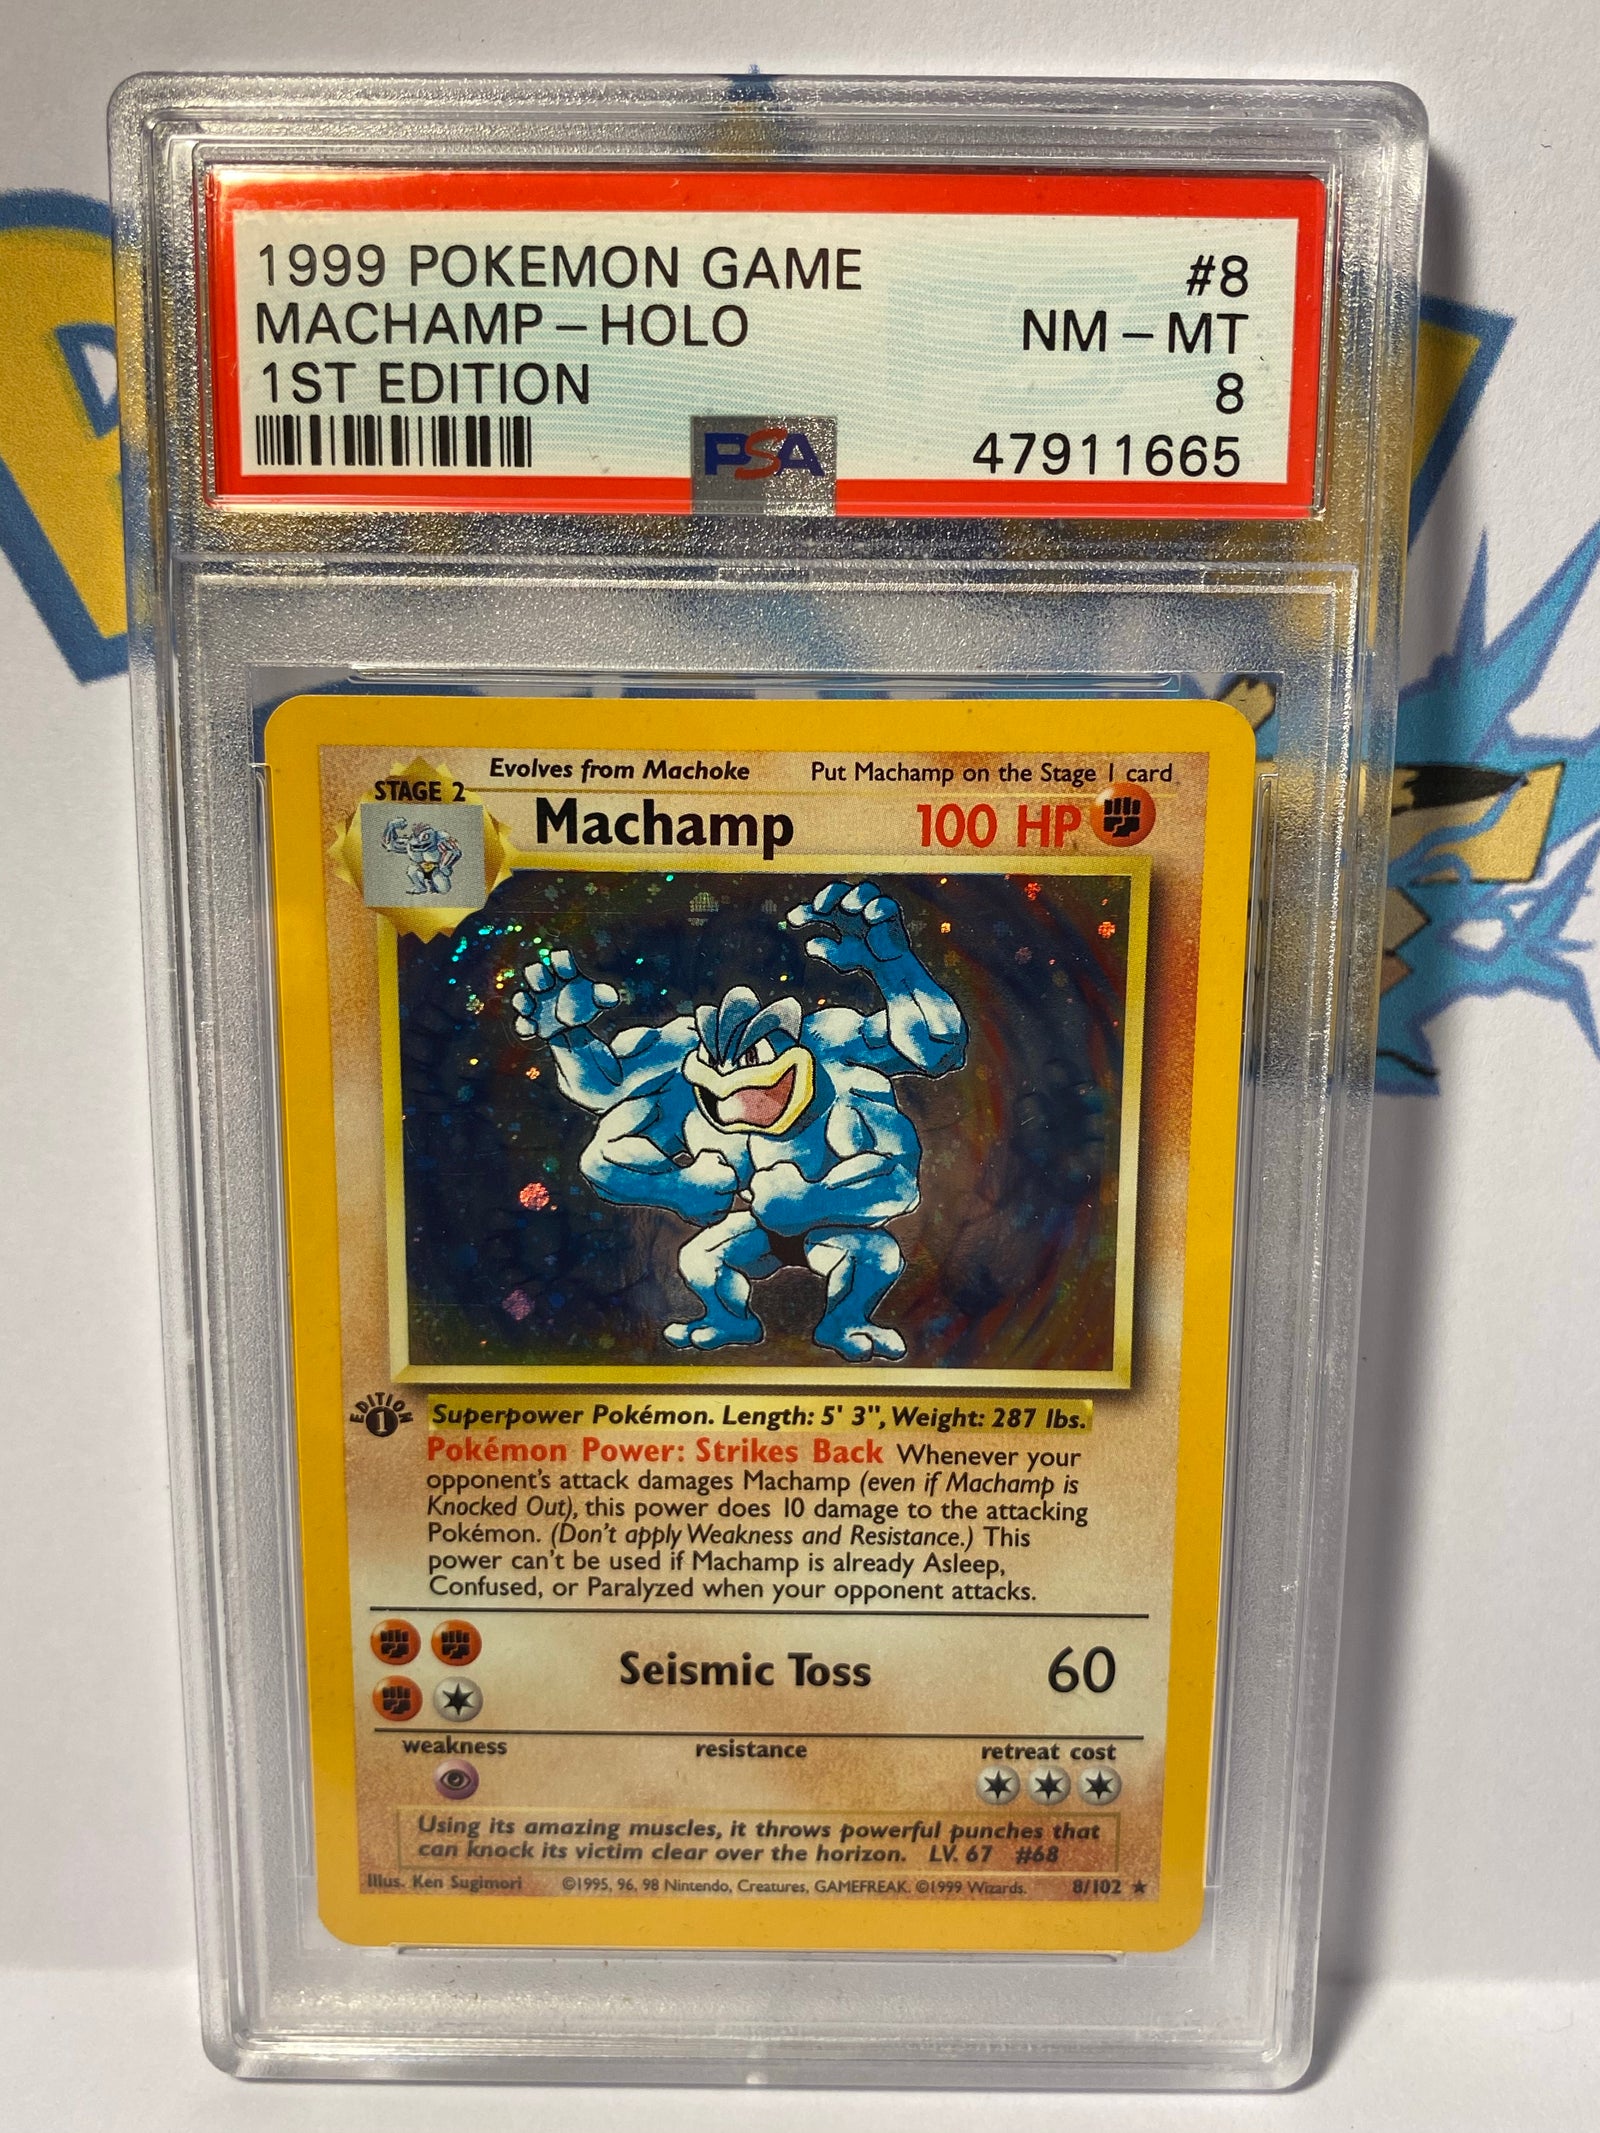 1999 POKEMON GAME #8
MACHAMP – HOLO NM – MT
1ST EDITION 8
PSA 47911665
Evolves from Machoke Put Machamp on the Stage 1 card
STAGE 2
Machamp 100 HP
EDITION 1
Superpower Pokémon. Length: 5' 3", Weight: 287 lbs.
Pokémon Power: Strikes Back Whenever your
opponent's attack damages Machamp (even if Machamp is
Knocked Out), this power does 10 damage to the attacking
Pokémon. (Don't apply Weakness and Resistance.) This
power can't be used if Machamp is already Asleep,
Confused, or Paralyzed when your opponent attacks.
Seismic Toss 60
weakness resistance retreat cost
Using its amazing muscles, it throws powerful punches that
can knock its victim clear over the horizon. LV. 67 #68
Illus. Ken Sugimori ©1995, 96, 98 Nintendo, Creatures, GAMEFREAK. ©1999 Wizards. 8/102 ★